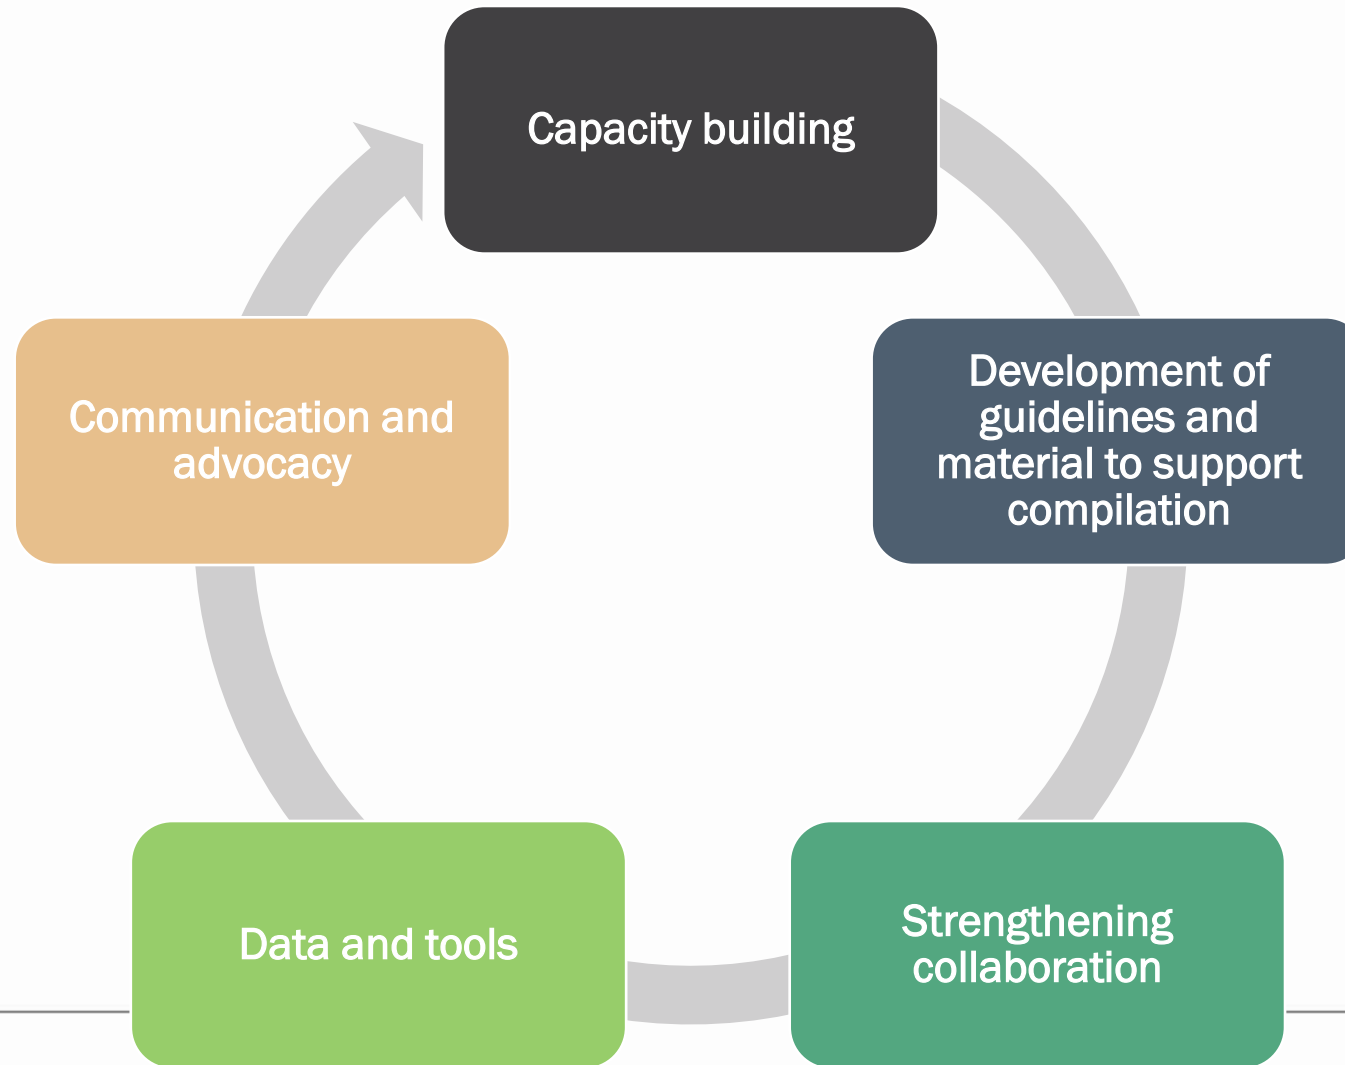 Capacity building
Development of
guidelines and
material to support
compilation
Strengthening
collaboration
Data and tools
Communication and
advocacy